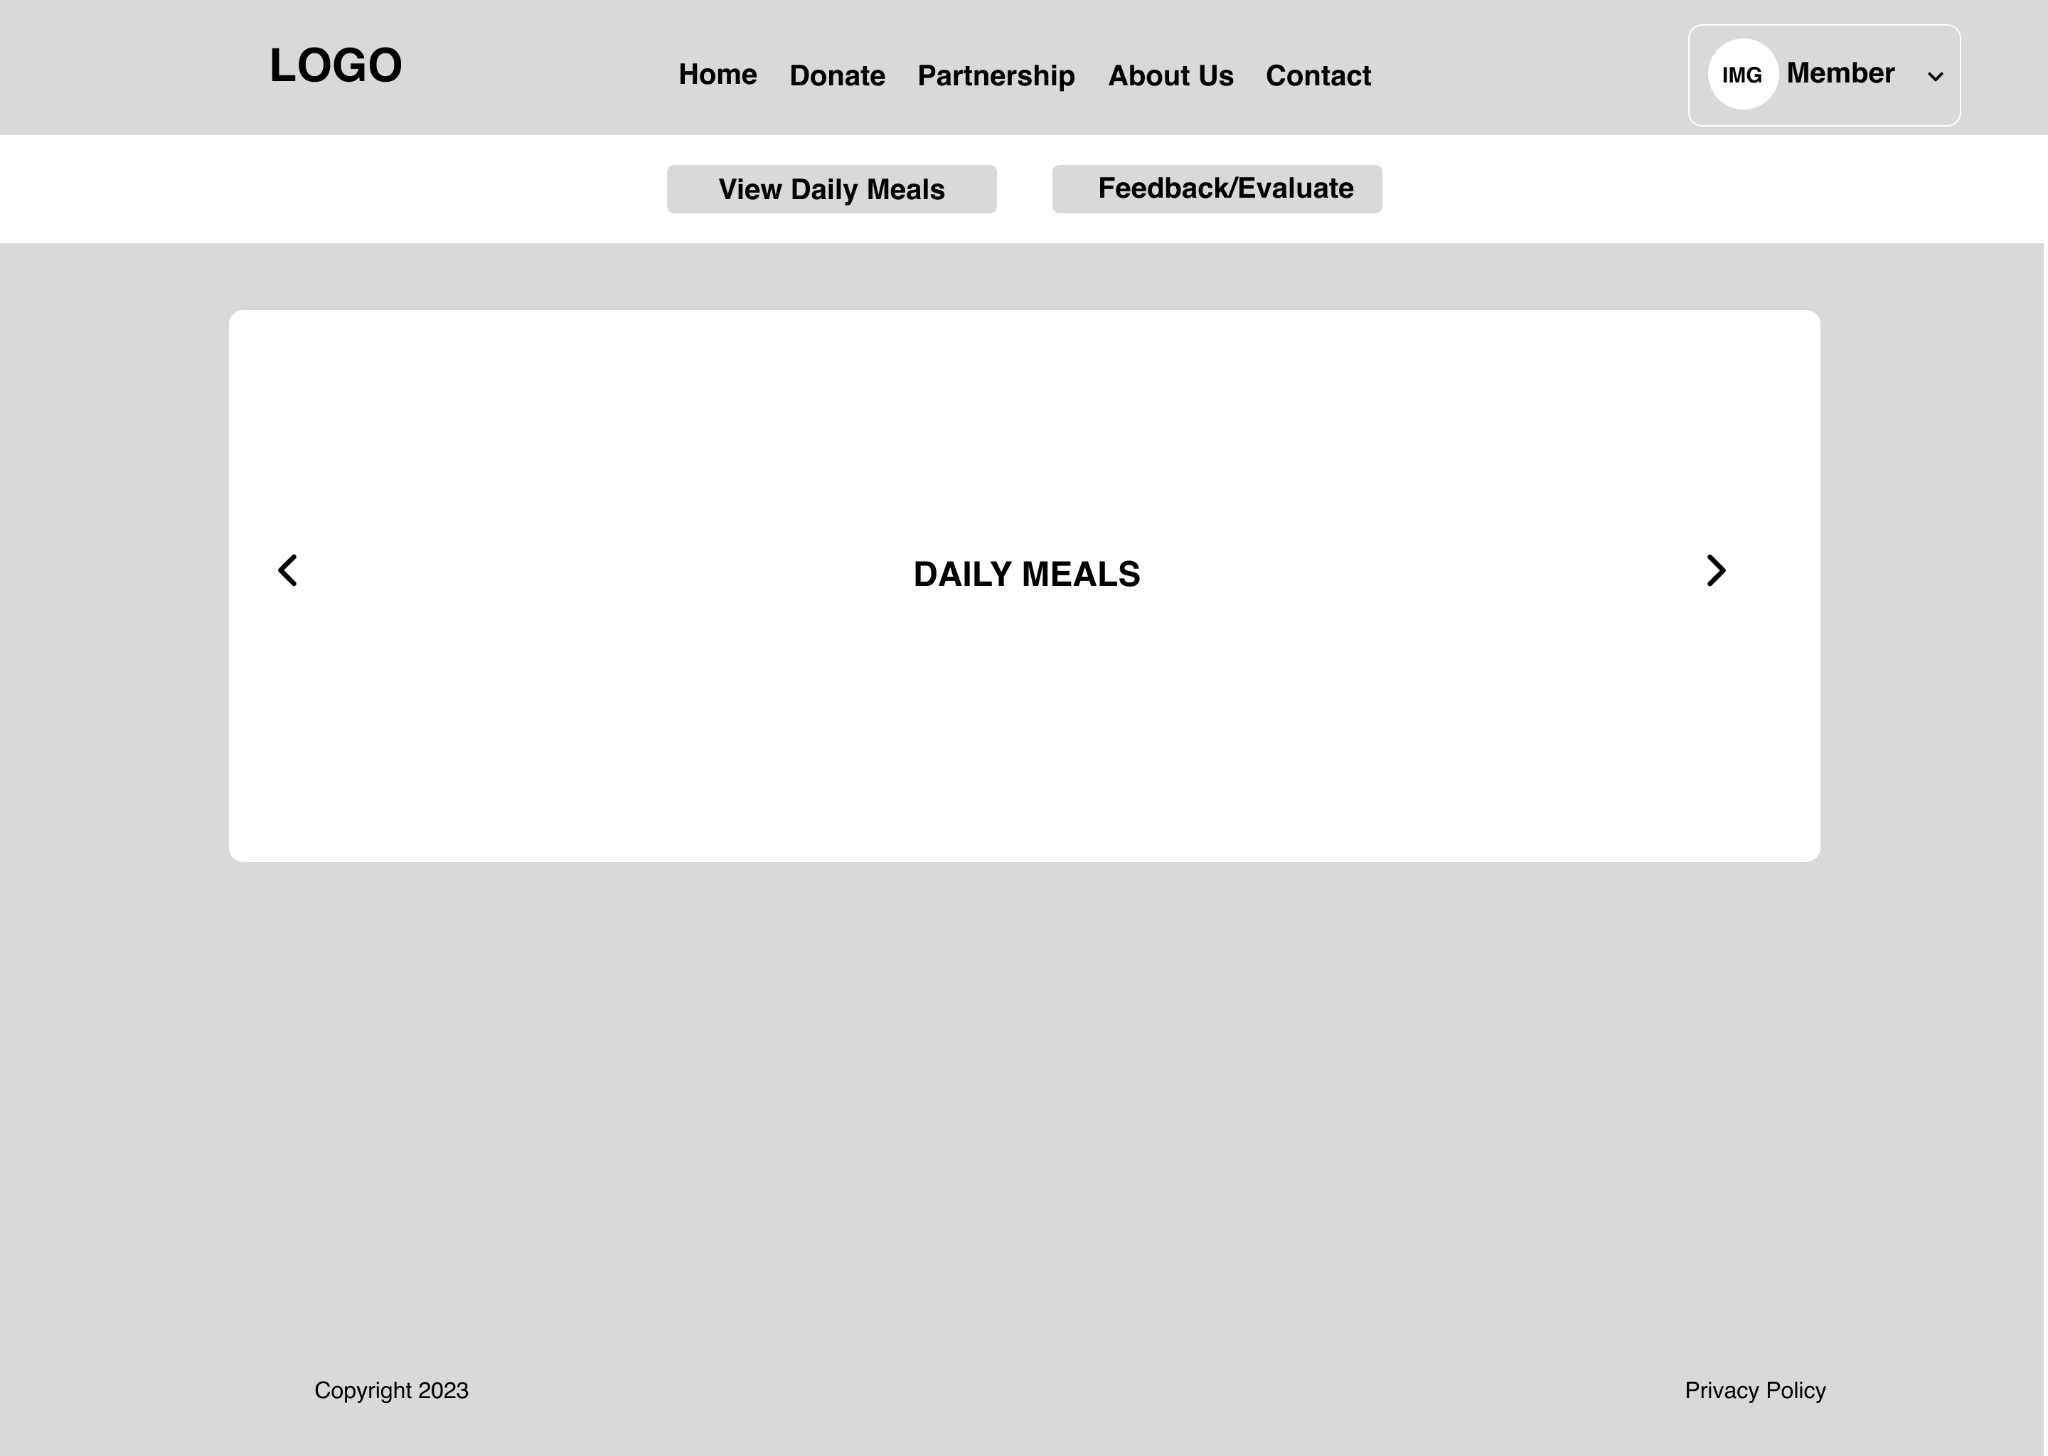 LOGO
Home Donate Partnership About Us Contact
IMG Member
View Daily Meals
Feedback/Evaluate
DAILY MEALS
Copyright 2023
Privacy Policy